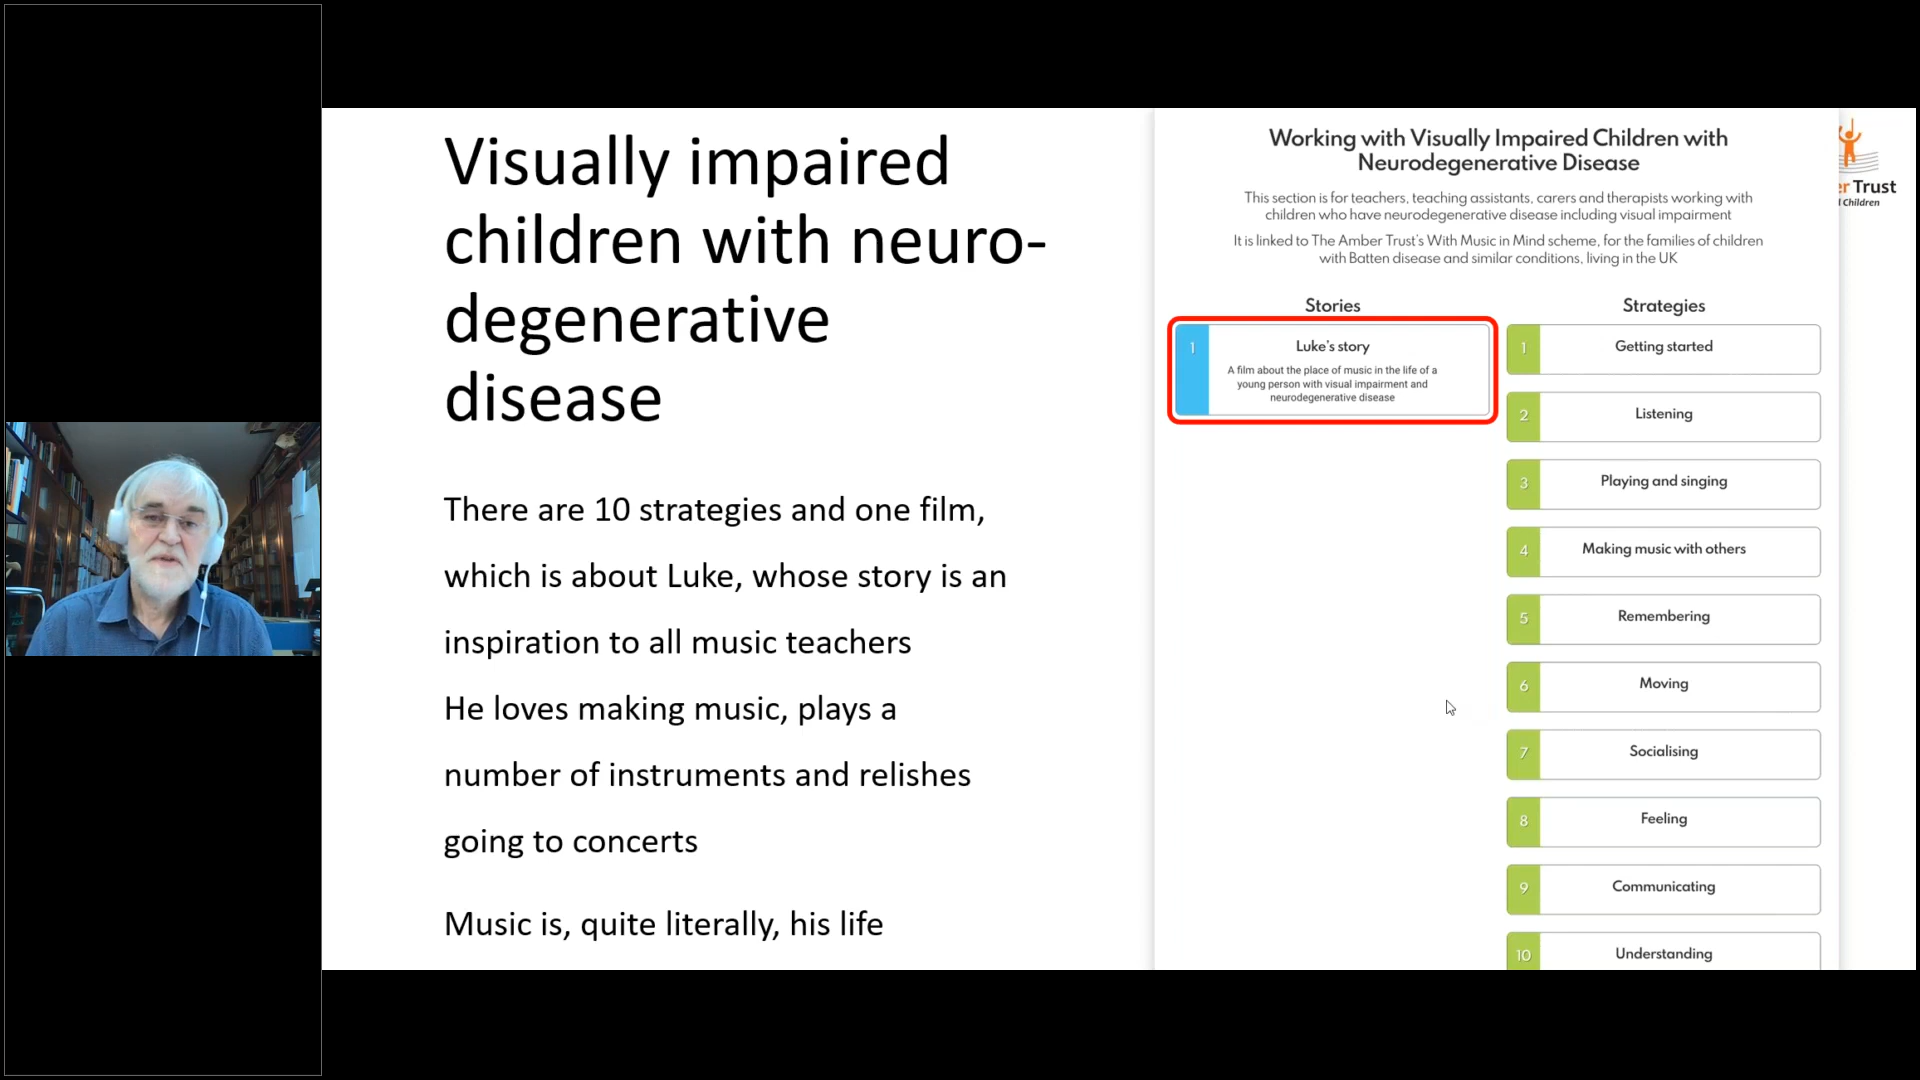 Visually impaired
children with neuro-
degenerative
disease
There are 10 strategies and one film,
which is about Luke, whose story is an
inspiration to all music teachers
He loves making music, plays a
number of instruments and relishes
going to concerts
Music is, quite literally, his life
Working with Visually Impaired Children with
Neurodegenerative Disease
This section is for teachers, teaching assistants, carers and therapists working with
children who have neurodegenerative disease including visual impairment
It is linked to The Amber Trust's With Music in Mind scheme, for the families of children
with Batten disease and similar conditions, living in the UK
Stories
1
Luke's story
A film about the place of music in the life of a
young person with visual impairment and
neurodegenerative disease
Strategies
1 Getting started
2 Listening
3 Playing and singing
4 Making music with others
5 Remembering
6 Moving
7 Socialising
8 Feeling
9 Communicating
10 Understanding
er Trust
Children